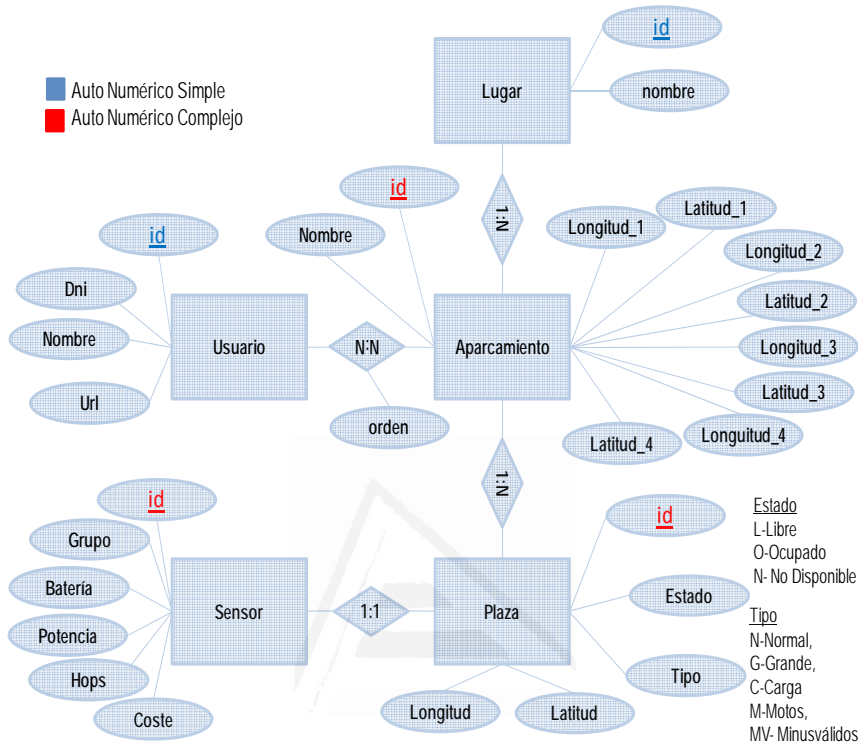 id
Lugar
nombre
Auto Numérico Simple
Auto Numérico Complejo
id
Nombre
1:N
Longitud_1
Latitud_1
Longitud_2
Latitud_2
Longitud_3
Latitud_3
Longuitud_4
Latitud_4
id
Dni
Nombre
Url
Usuario
N:N
orden
Aparcamiento
1:N
id
Grupo
Batería
Potencia
Hops
Coste
Sensor
1:1
Plaza
id
Estado
Tipo
Longitud
Latitud
Estado
L-Libre
O-Ocupado
N- No Disponible
Tipo
N-Normal,
G-Grande,
C-Carga
M-Motos,
MV- Minusválidos